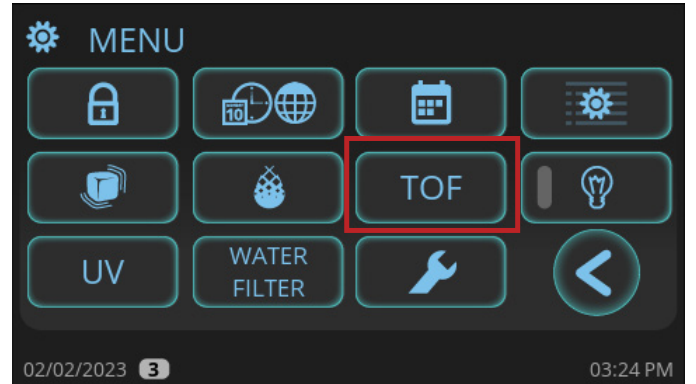 MENU
10
TOF
UV
WATER
FILTER
02/02/2023 3
03:24 PM